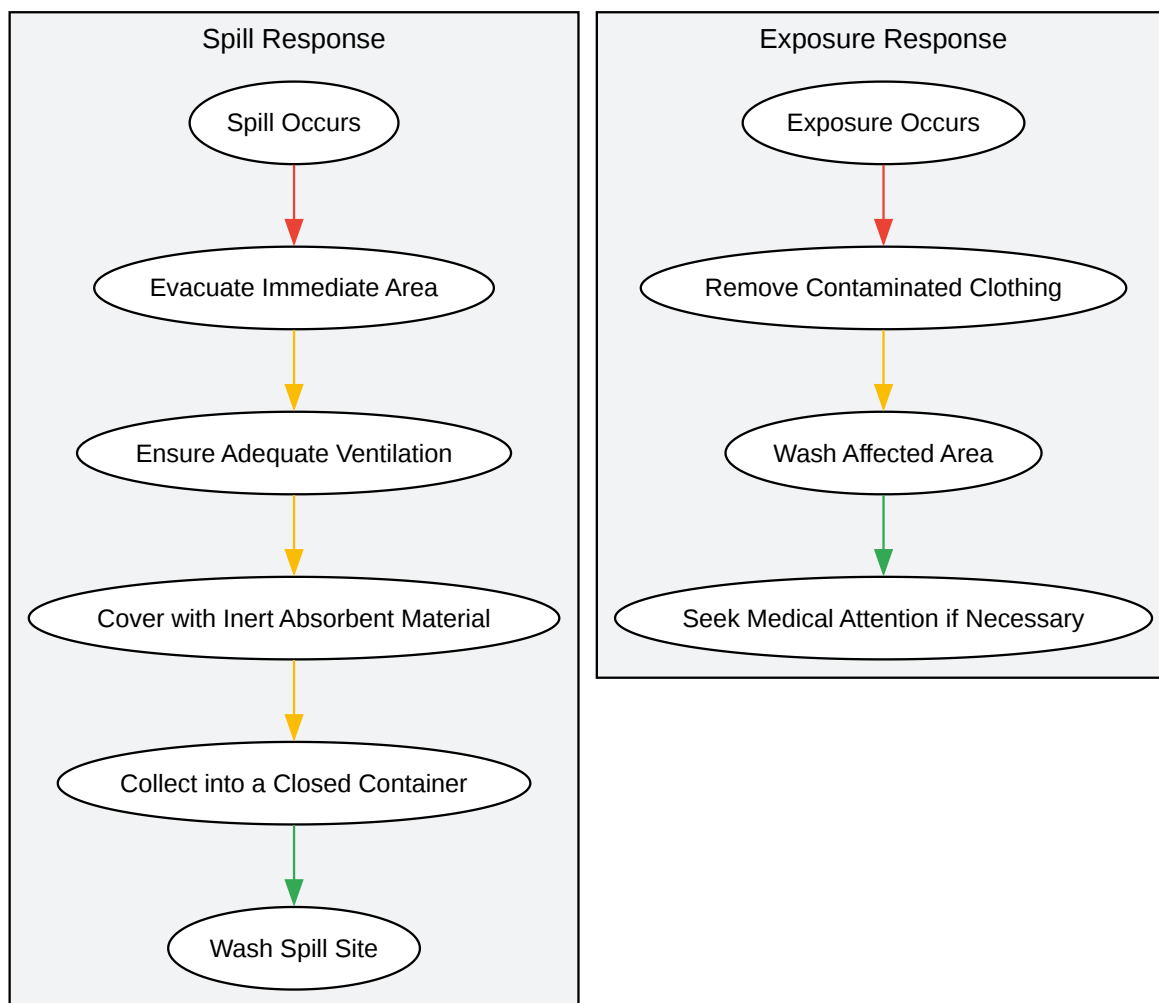 Spill Response
Spill Occurs
Evacuate Immediate Area
Ensure Adequate Ventilation
Cover with Inert Absorbent Material
Collect into a Closed Container
Wash Spill Site
Exposure Response
Exposure Occurs
Remove Contaminated Clothing
Wash Affected Area
Seek Medical Attention if Necessary